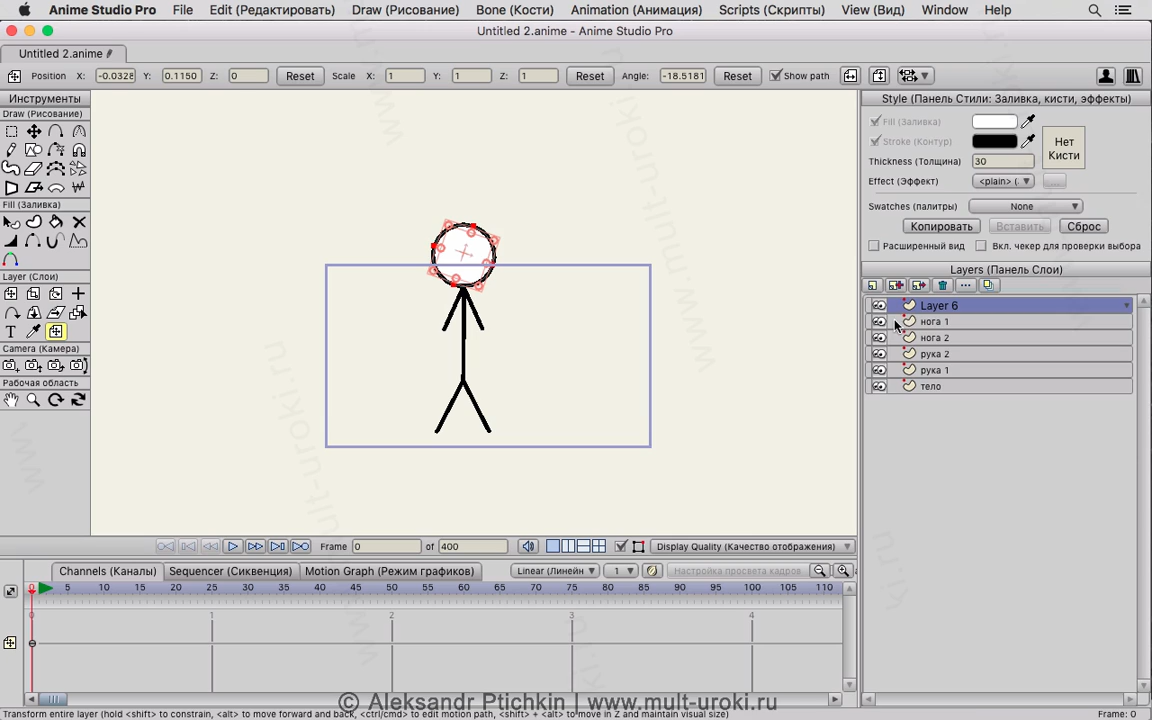 Anime Studio Pro File Edit (Редактировать) Draw (Рисование) Bone (Кости) Animation (Анимация) Scripts (Скрипты) View (Вид) Window Help
Untitled 2.anime - Anime Studio Pro
Untitled 2.anime
Position X: -0.0328 Y: 0.1150 Z: 0 Reset Scale X: 1 Y: 1 Z: 1 Reset Angle: -18.5181 Reset Show path
Инструменты
Draw (Рисование)
Fill (Заливка)
Layer (Слои)
Camera (Камера)
Рабочая область
Style (Панель Стили: Заливка, кисти, эффекты)
Fill (Заливка)
Stroke (Контур)
Нет
Кисти
Thickness (Толщина) 30
Effect (Эффект) <plain> (
Swatches (палитры) None
Копировать Вставить Сброс
Расширенный вид Вкл. чекер для проверки выбора
Layers (Панель Слои)
Layer 6
нога 1
нога 2
рука 2
рука 1
тело
Frame 0 of 400 Display Quality (Качество отображения)
Channels (Каналы) Sequencer (Сиквенция) Motion Graph (Режим графиков) Linear (Линейн 1 Настройка просвета кадров
0 5 10 15 20 25 30 35 40 45 50 55 60 65 70 75 80 85 90 95 100 105 110
0 1 2 3 4
© Aleksandr Ptichkin | www.mult-uroki.ru
Transform entire layer (hold <shift> to constrain, <alt> to move forward and back, <ctrl/cmd> to edit motion path, <shift> + <alt> to move in Z and maintain visual size) Frame: 0